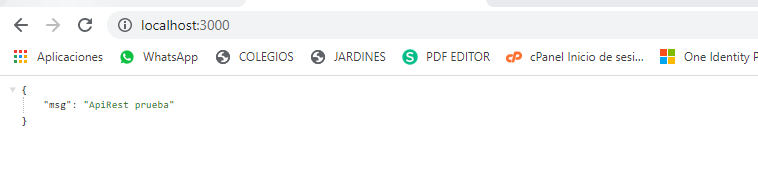 localhost:3000
Aplicaciones WhatsApp COLEGIOS JARDINES PDF EDITOR cPanel Inicio de sesi... One Identity P
{
"msg": "ApiRest prueba"
}